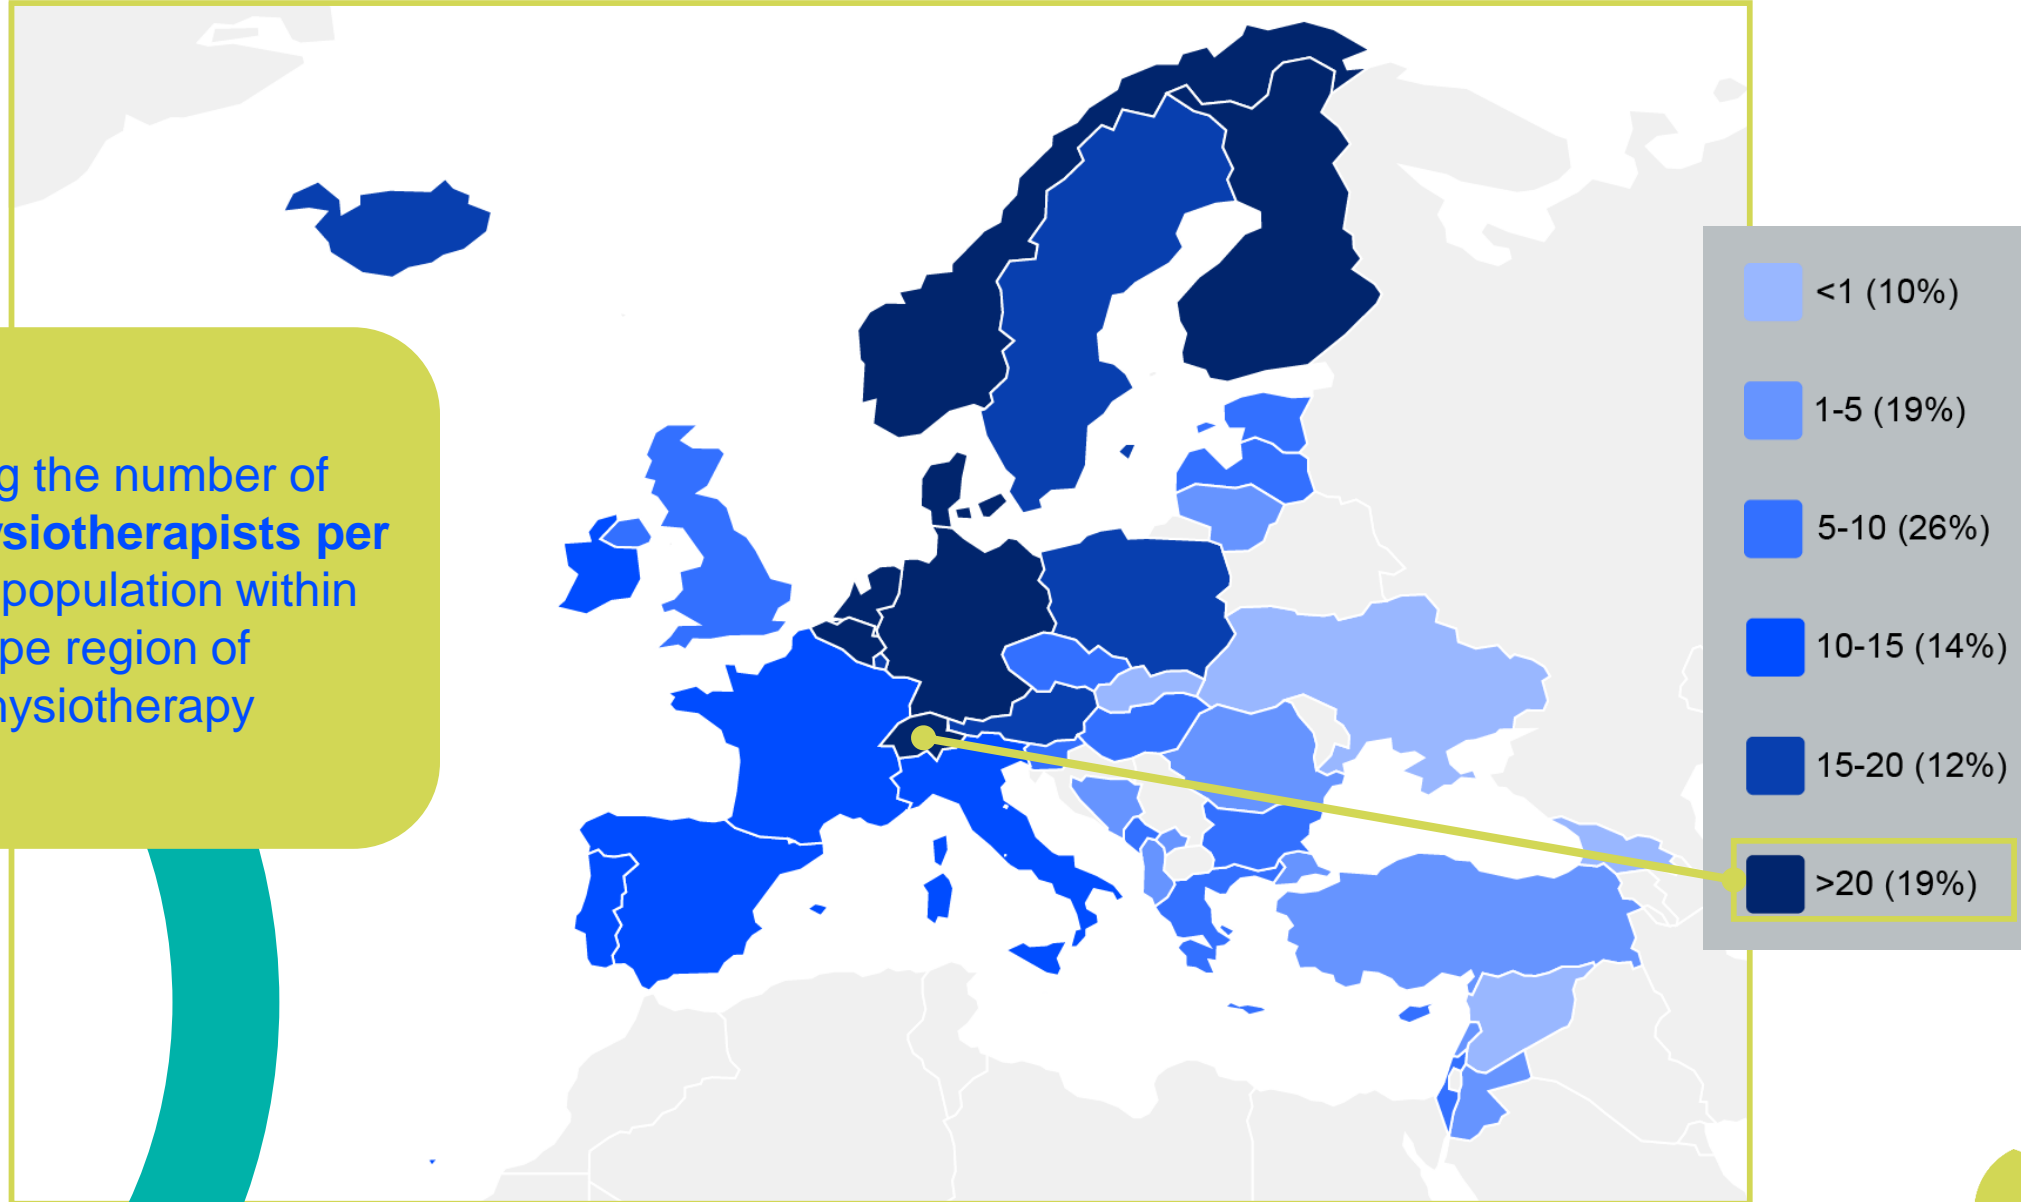 g the number of
ysiotherapists per
population within
pe region of
hysiotherapy
<1 (10%)
1-5 (19%)
5-10 (26%)
10-15 (14%)
15-20 (12%)
>20 (19%)